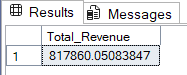 Results Messages
Total_Revenue
1 817860.05083847